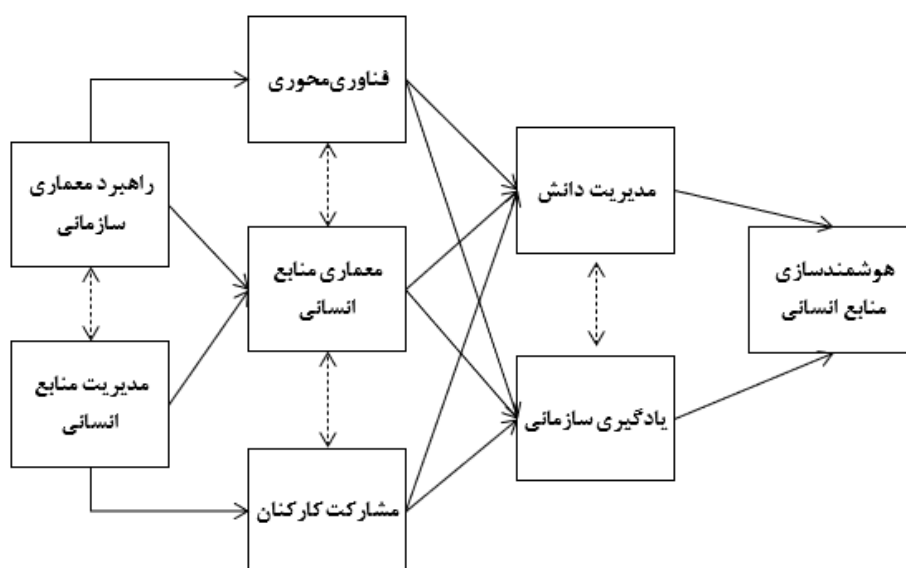 فناوری‌محوری
راهبرد معماری
سازمانی
مدیریت دانش
معماری منابع
انسانی
هوشمندسازی
منابع انسانی
مدیریت منابع
انسانی
یادگیری سازمانی
مشارکت کارکنان